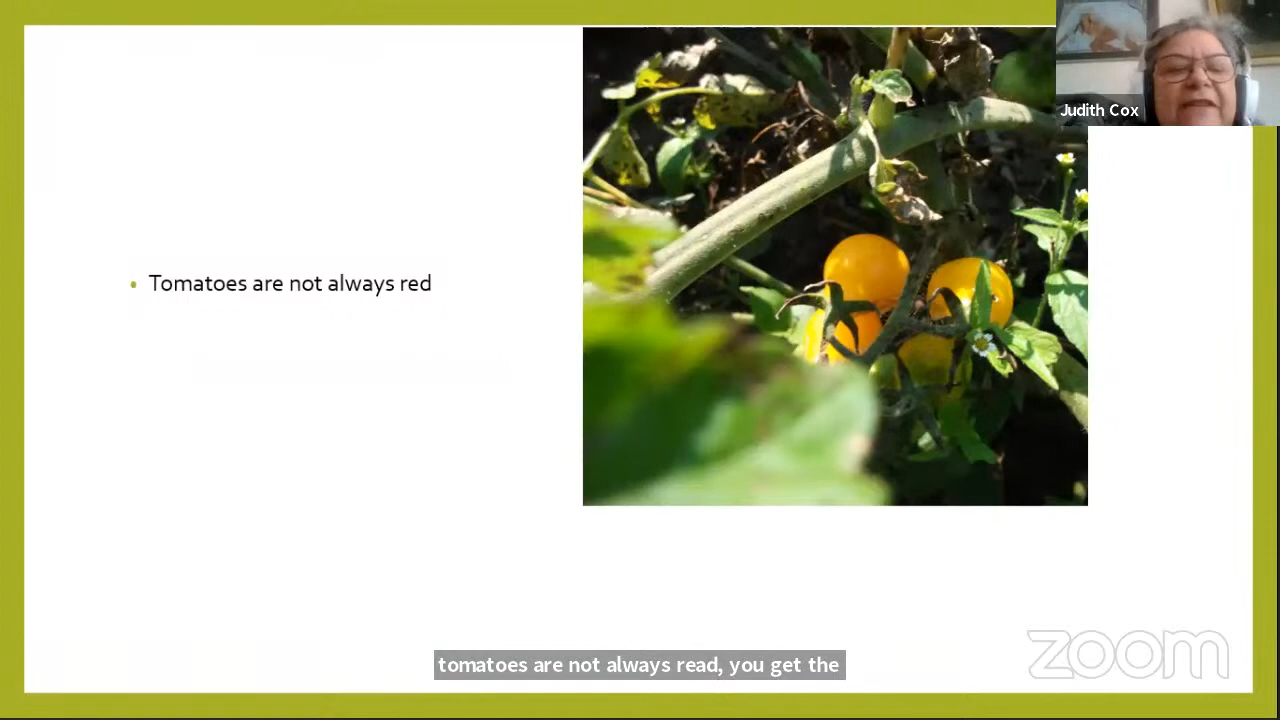 Judith Cox
• Tomatoes are not always red
tomatoes are not always read, you get the
zoom